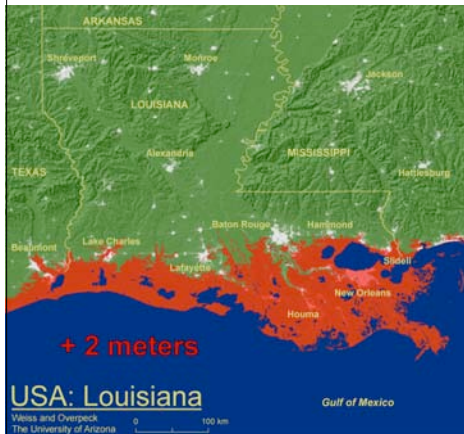 ARKANSAS
Shreveport
Monroe
Jackson
LOUISIANA
MISSISSIPPI
Alexandria
TEXAS
Hattiesburg
Baton Rouge
Hammond
Lake Charles
Beaumont
Slidell
Lafayette
New Orleans
Houma
+ 2 meters
USA: Louisiana
Gulf of Mexico
Weiss and Overpeck
The University of Arizona
0 100 km